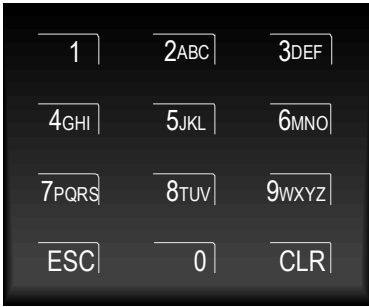 1 2ABC 3DEF
4GHI 5JKL 6MNO
7PQRS 8TUV 9WXYZ
ESC 0 CLR